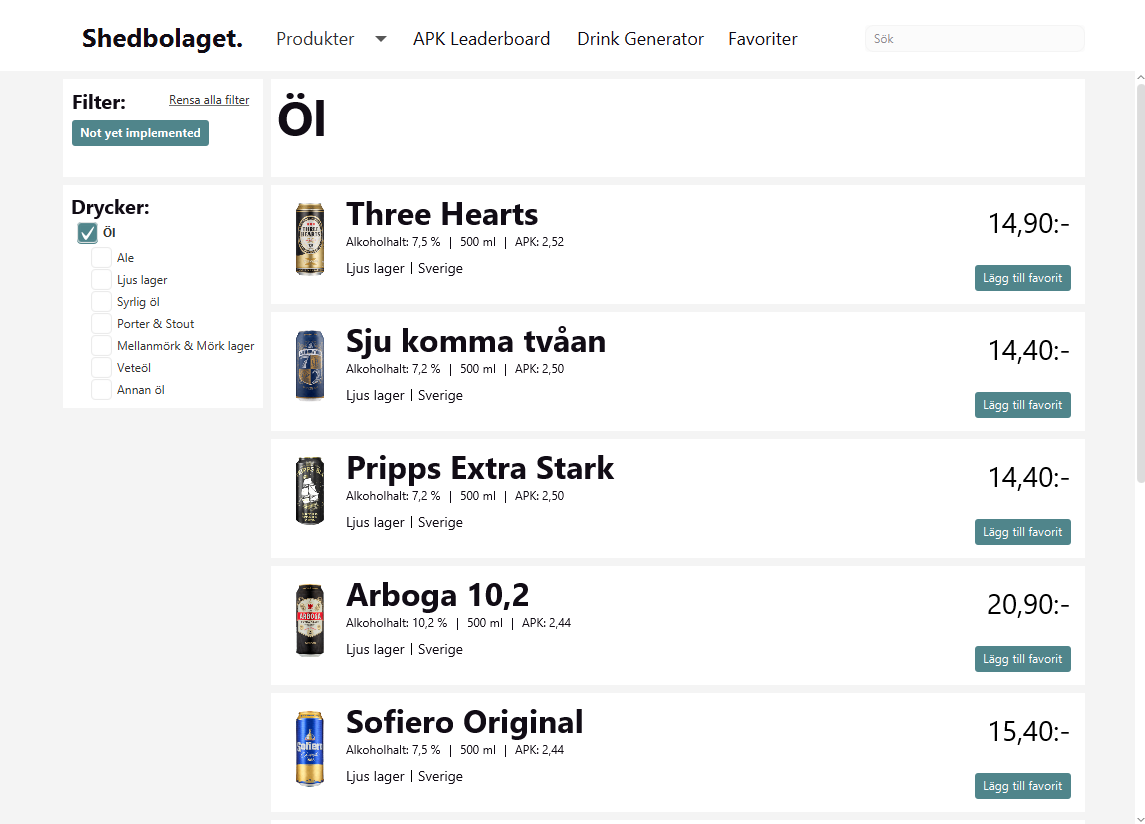 Shedbolaget.
Produkter
APK Leaderboard
Drink Generator
Favoriter
Sök
Filter:
Rensa alla filter
Not yet implemented
Drycker:
Öl
Ale
Ljus lager
Syrlig öl
Porter & Stout
Mellanmörk & Mörk lager
Veteöl
Annan öl
Öl
THREE
HEARTS
Three Hearts
Alkoholhalt: 7,5 % | 500 ml | APK: 2,52
Ljus lager | Sverige
14,90:-
Lägg till favorit
Sju komma tvåan
Alkoholhalt: 7,2 % | 500 ml | APK: 2,50
Ljus lager | Sverige
14,40:-
Lägg till favorit
Pripps Extra Stark
Alkoholhalt: 7,2 % | 500 ml | APK: 2,50
Ljus lager | Sverige
14,40:-
Lägg till favorit
ARBOGA
Arboga 10,2
Alkoholhalt: 10,2 % | 500 ml | APK: 2,44
Ljus lager | Sverige
20,90:-
Lägg till favorit
Sofiero
Sofiero Original
Alkoholhalt: 7,5 % | 500 ml | APK: 2,44
Ljus lager | Sverige
15,40:-
Lägg till favorit